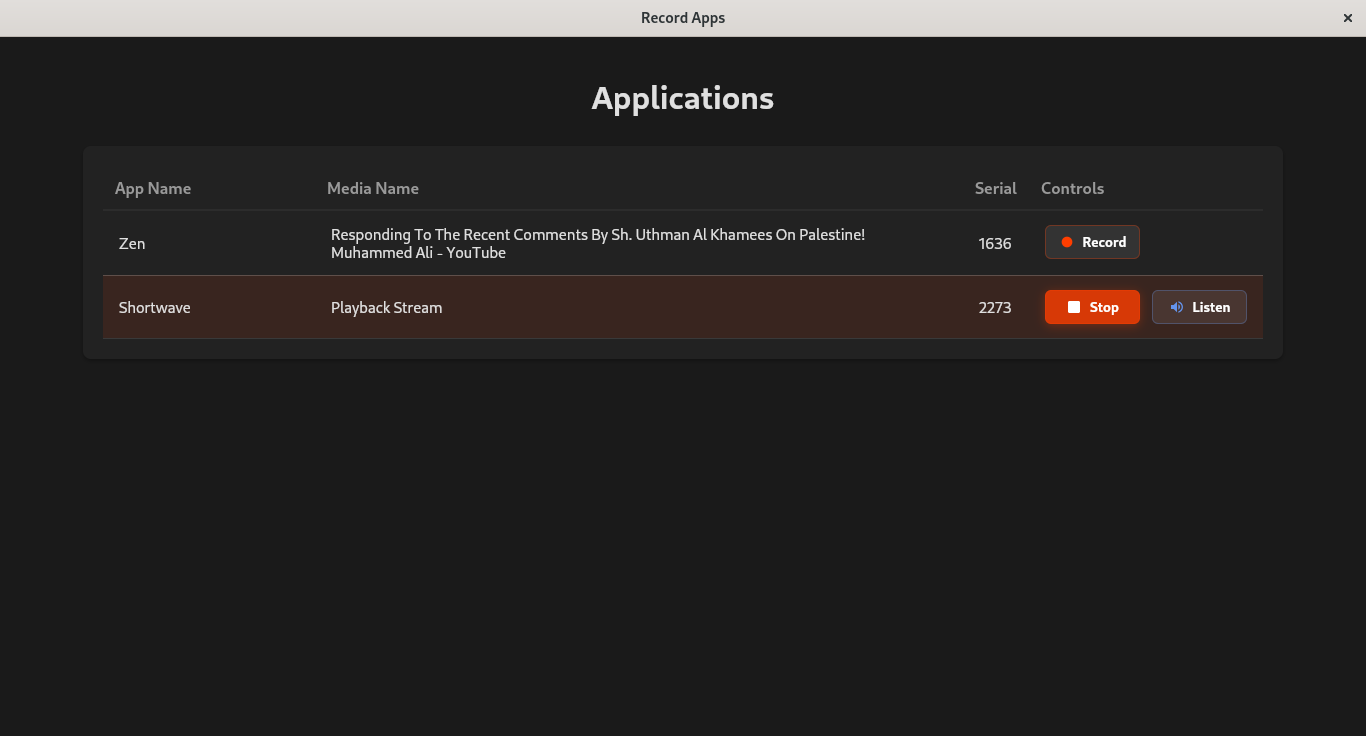 Record Apps
Applications
App Name Media Name Serial Controls
Zen Responding To The Recent Comments By Sh. Uthman Al Khamees On Palestine! 1636 Record
Muhammed Ali - YouTube
Shortwave Playback Stream 2273 Stop Listen